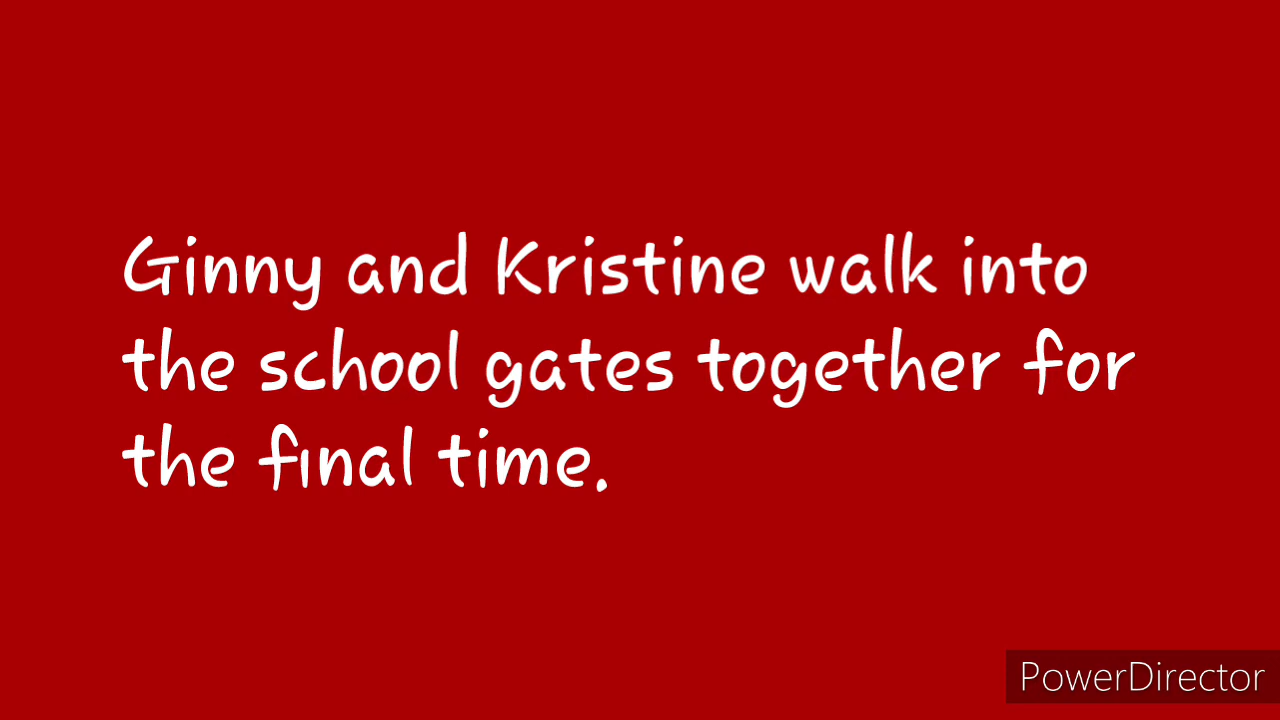 Ginny and Kristine walk into
the school gates together for
the final time.
PowerDirector